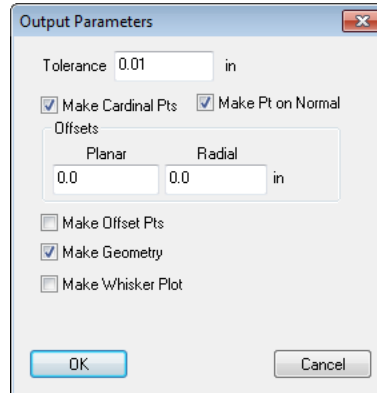 Output Parameters
Tolerance 0.01 in
Make Cardinal Pts Make Pt on Normal
Offsets
Planar Radial
0.0 0.0 in
Make Offset Pts
Make Geometry
Make Whisker Plot
OK Cancel